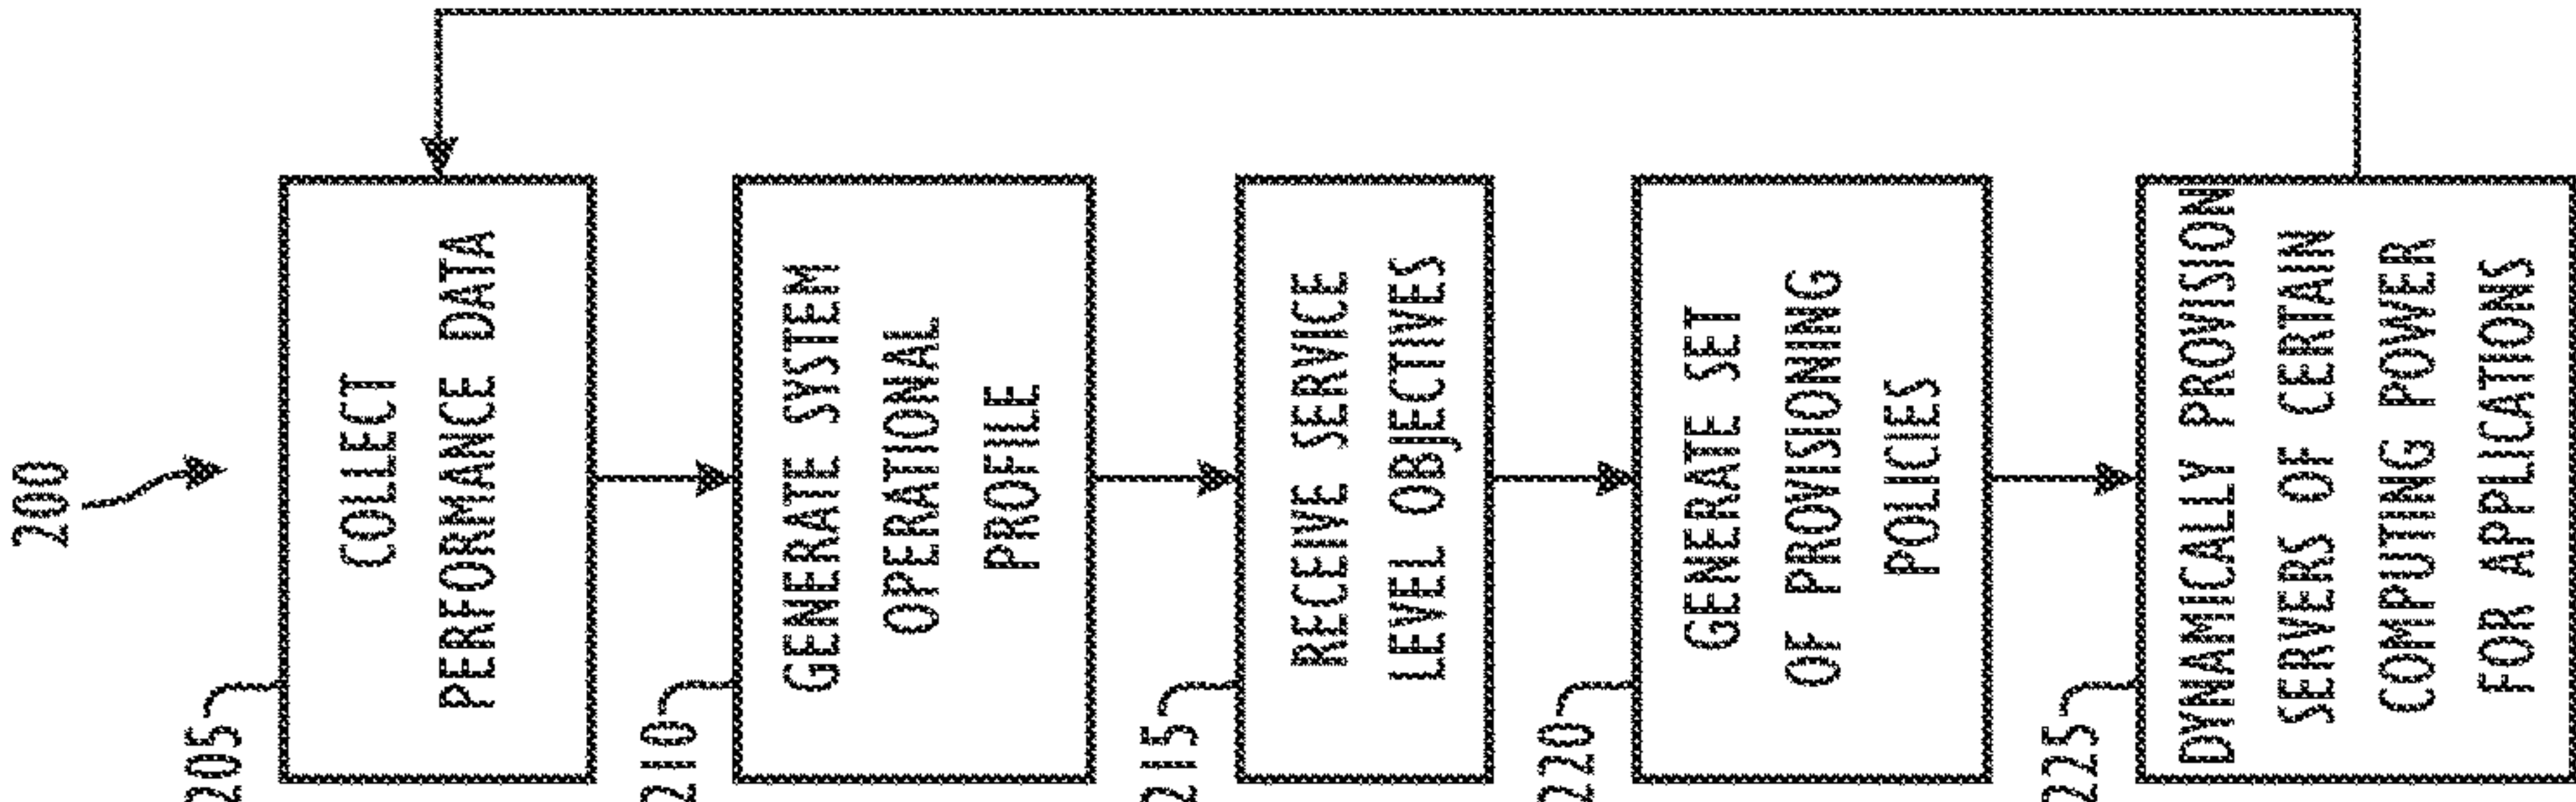 200
205
COLLECT
PERFORMANCE DATA
210
GENERATE SYSTEM
OPERATIONAL
PROFILE
215
RECEIVE SERVICE
LEVEL OBJECTIVES
220
GENERATE SET
OF PROVISIONING
POLICIES
225
DYNAMICALLY PROVISION
SERVERS OF CERTAIN
COMPUTING POWER
FOR APPLICATIONS